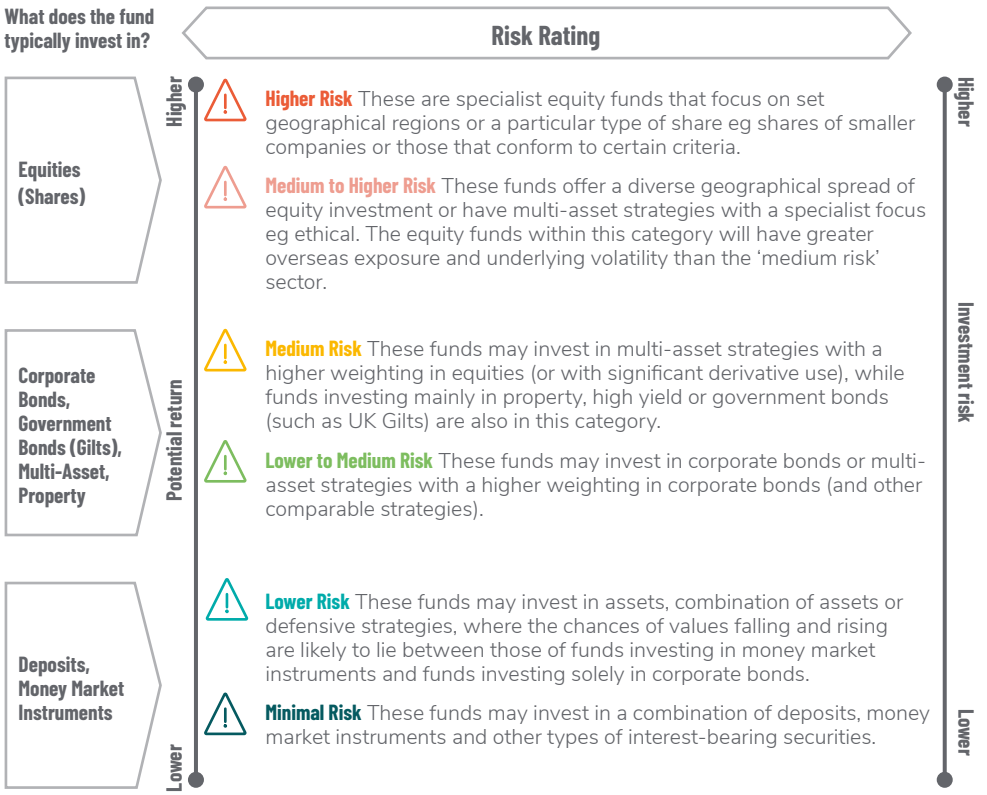 What does the fund
typically invest in?
Risk Rating
Higher
Potential return
Lower
Equities
(Shares)
Higher Risk These are specialist equity funds that focus on set
geographical regions or a particular type of share eg shares of smaller
companies or those that conform to certain criteria.
Medium to Higher Risk These funds offer a diverse geographical spread of
equity investment or have multi-asset strategies with a specialist focus
eg ethical. The equity funds within this category will have greater
overseas exposure and underlying volatility than the ‘medium risk’
sector.
Corporate
Bonds,
Government
Bonds (Gilts),
Multi-Asset,
Property
Medium Risk These funds may invest in multi-asset strategies with a
higher weighting in equities (or with significant derivative use), while
funds investing mainly in property, high yield or government bonds
(such as UK Gilts) are also in this category.
Lower to Medium Risk These funds may invest in corporate bonds or multi-
asset strategies with a higher weighting in corporate bonds (and other
comparable strategies).
Deposits,
Money Market
Instruments
Lower Risk These funds may invest in assets, combination of assets or
defensive strategies, where the chances of values falling and rising
are likely to lie between those of funds investing in money market
instruments and funds investing solely in corporate bonds.
Minimal Risk These funds may invest in a combination of deposits, money
market instruments and other types of interest-bearing securities.
Higher
Investment risk
Lower